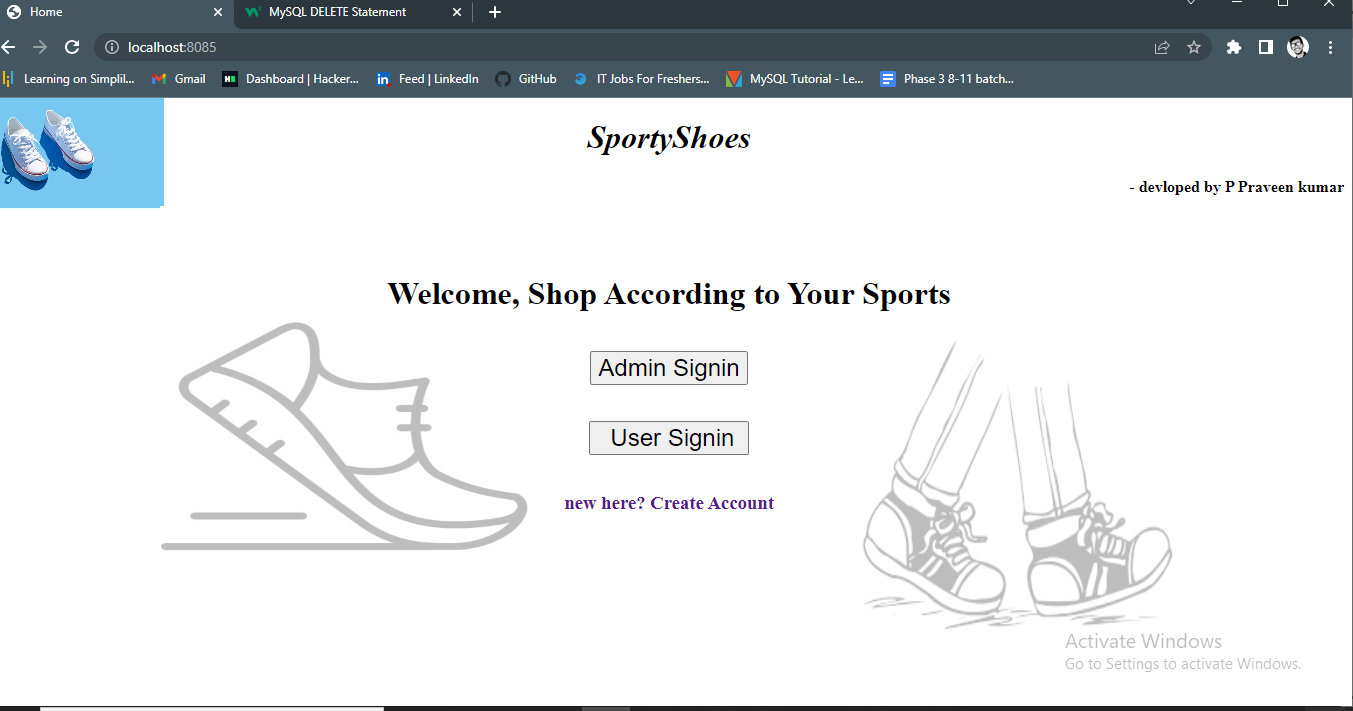 Home
MySQL DELETE Statement
localhost:8085
Learning on Simplil...
Gmail
Dashboard | Hacker...
Feed | LinkedIn
GitHub
IT Jobs For Freshers...
MySQL Tutorial - Le...
Phase 3 8-11 batch...
SportyShoes
- devloped by P Praveen kumar
Welcome, Shop According to Your Sports
Admin Signin
User Signin
new here? Create Account
Activate Windows
Go to Settings to activate Windows.